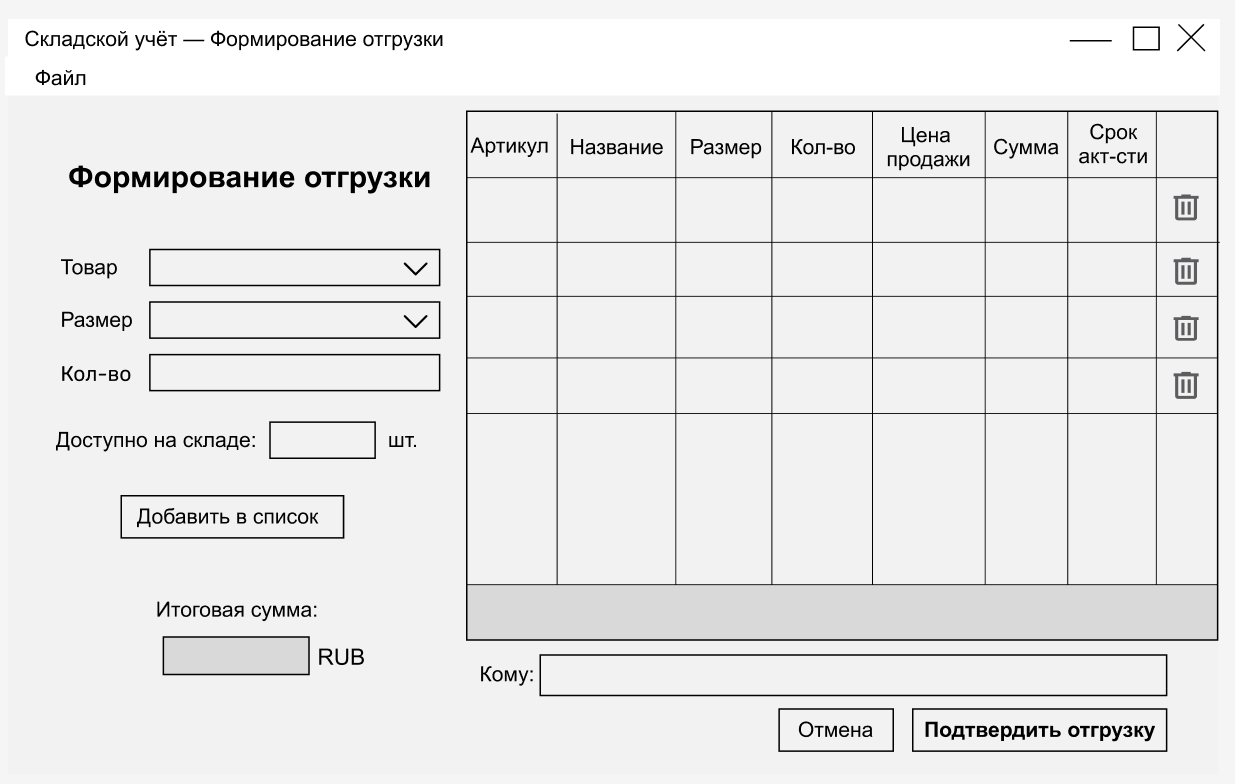 Складской учёт — Формирование отгрузки
Файл
Формирование отгрузки
Товар
Размер
Кол-во
Доступно на складе:
шт.
Добавить в список
Итоговая сумма:
RUB
Артикул
Название
Размер
Кол-во
Цена
продажи
Сумма
Срок
акт-сти
Кому:
Отмена
Подтвердить отгрузку